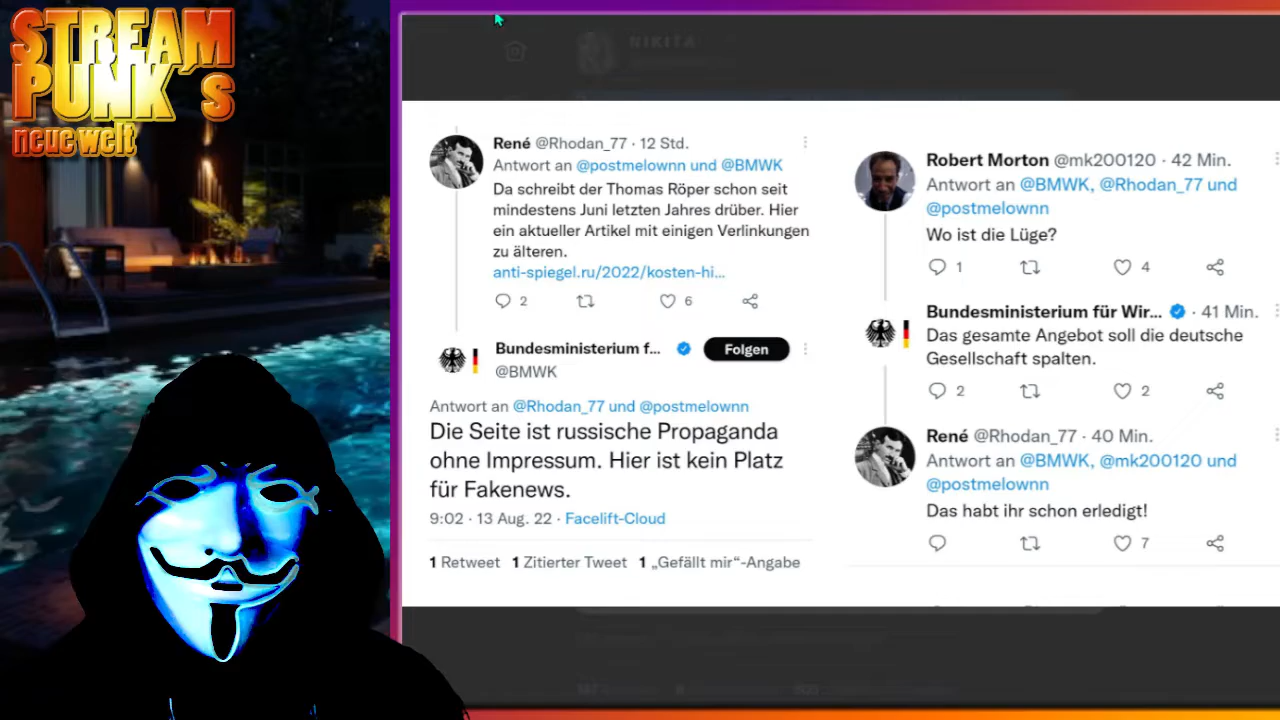 STREAM
PUNK´s
neue welt
NIKITA
René @Rhodan_77 · 12 Std.
Antwort an @postmelownn und @BMWK
Da schreibt der Thomas Röper schon seit
mindestens Juni letzten Jahres drüber. Hier
ein aktueller Artikel mit einigen Verlinkungen
zu älteren.
anti-spiegel.ru/2022/kosten-hi...
2 6
Bundesministerium f... Folgen
@BMWK
Antwort an @Rhodan_77 und @postmelownn
Die Seite ist russische Propaganda
ohne Impressum. Hier ist kein Platz
für Fakenews.
9:02 · 13 Aug. 22 · Facelift-Cloud
1 Retweet 1 Zitierter Tweet 1 „Gefällt mir“-Angabe
Robert Morton @mk200120 · 42 Min.
Antwort an @BMWK, @Rhodan_77 und
@postmelownn
Wo ist die Lüge?
1 4
Bundesministerium für Wir... · 41 Min.
Das gesamte Angebot soll die deutsche
Gesellschaft spalten.
2 2
René @Rhodan_77 · 40 Min.
Antwort an @BMWK, @mk200120 und
@postmelownn
Das habt ihr schon erledigt!
7